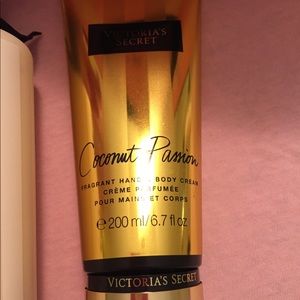 VICTORIA'S
SECRET
Coconut Passion
FRAGRANT HAND & BODY CREAM
CRÈME PARFUMÉE
POUR MAINS ET CORPS
℮ 200 ml/6.7 fl oz
VICTORIA'S SECRET